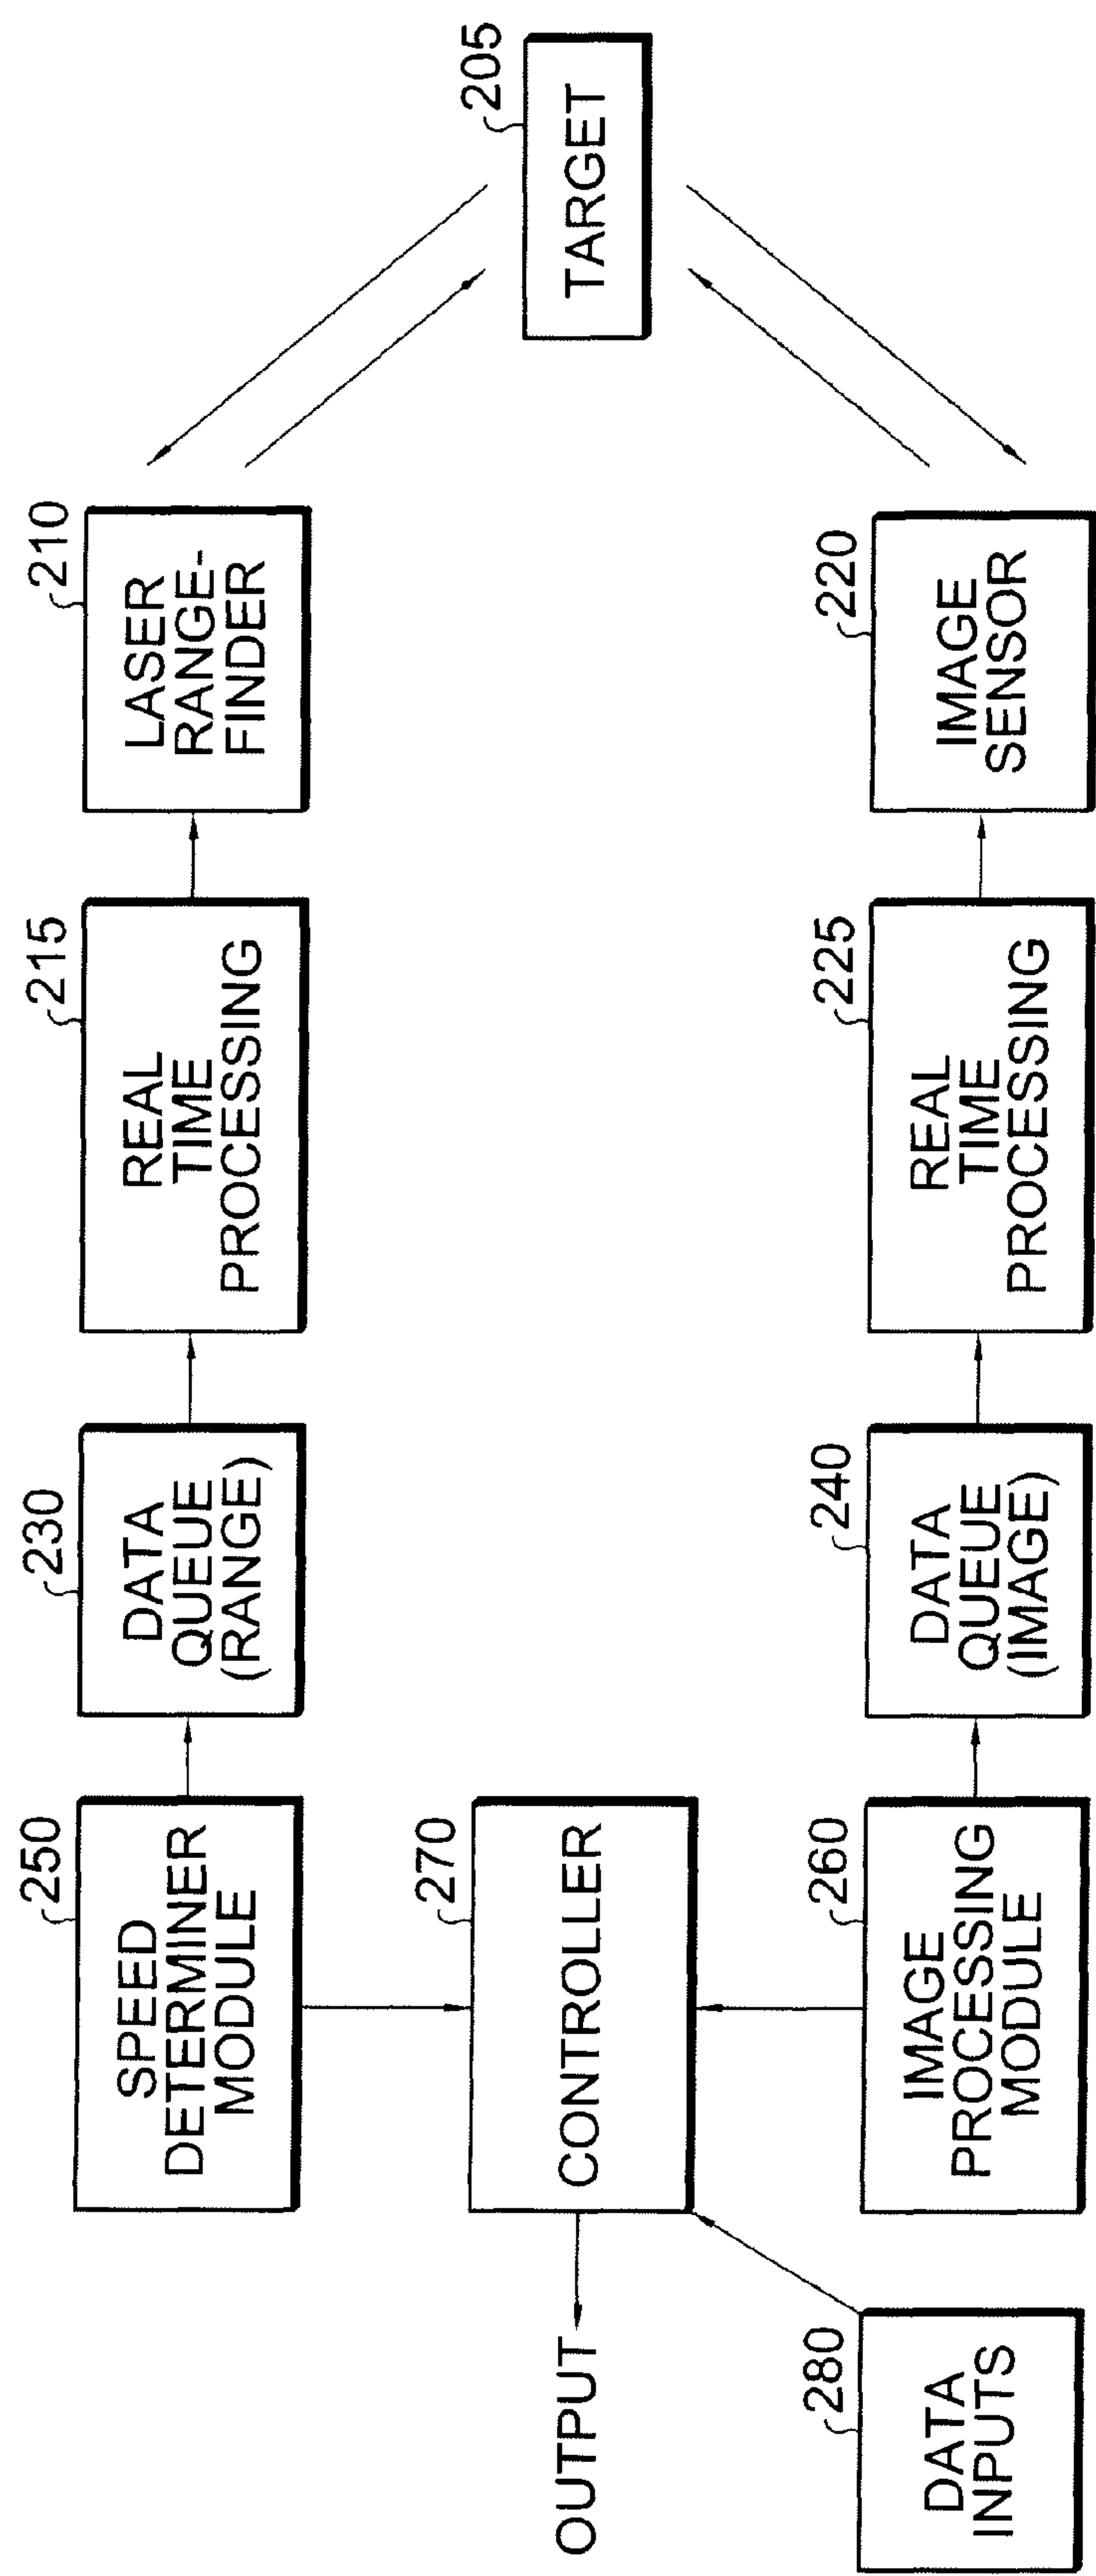 205
TARGET
210
LASER
RANGE-
FINDER
220
IMAGE
SENSOR
215
REAL
TIME
PROCESSING
225
REAL
TIME
PROCESSING
230
DATA
QUEUE
(RANGE)
240
DATA
QUEUE
(IMAGE)
250
SPEED
DETERMINER
MODULE
270
CONTROLLER
260
IMAGE
PROCESSING
MODULE
OUTPUT
280
DATA
INPUTS